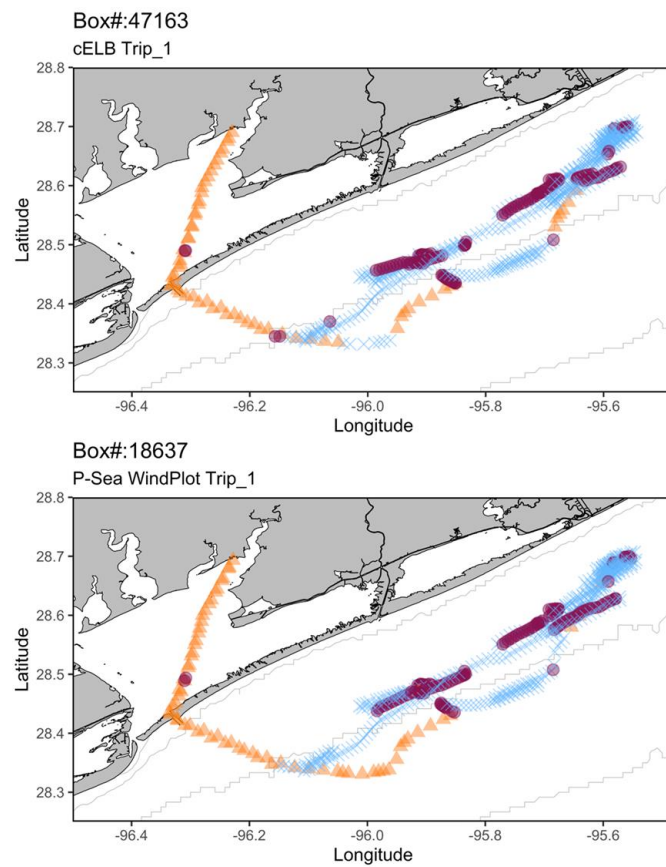 Box#:47163
cELB Trip_1
28.8
28.7
28.6
28.5
28.4
28.3
Latitude
-96.4
-96.2
-96.0
-95.8
-95.6
Longitude
Box#:18637
P-Sea WindPlot Trip_1
28.8
28.7
28.6
28.5
28.4
28.3
Latitude
-96.4
-96.2
-96.0
-95.8
-95.6
Longitude